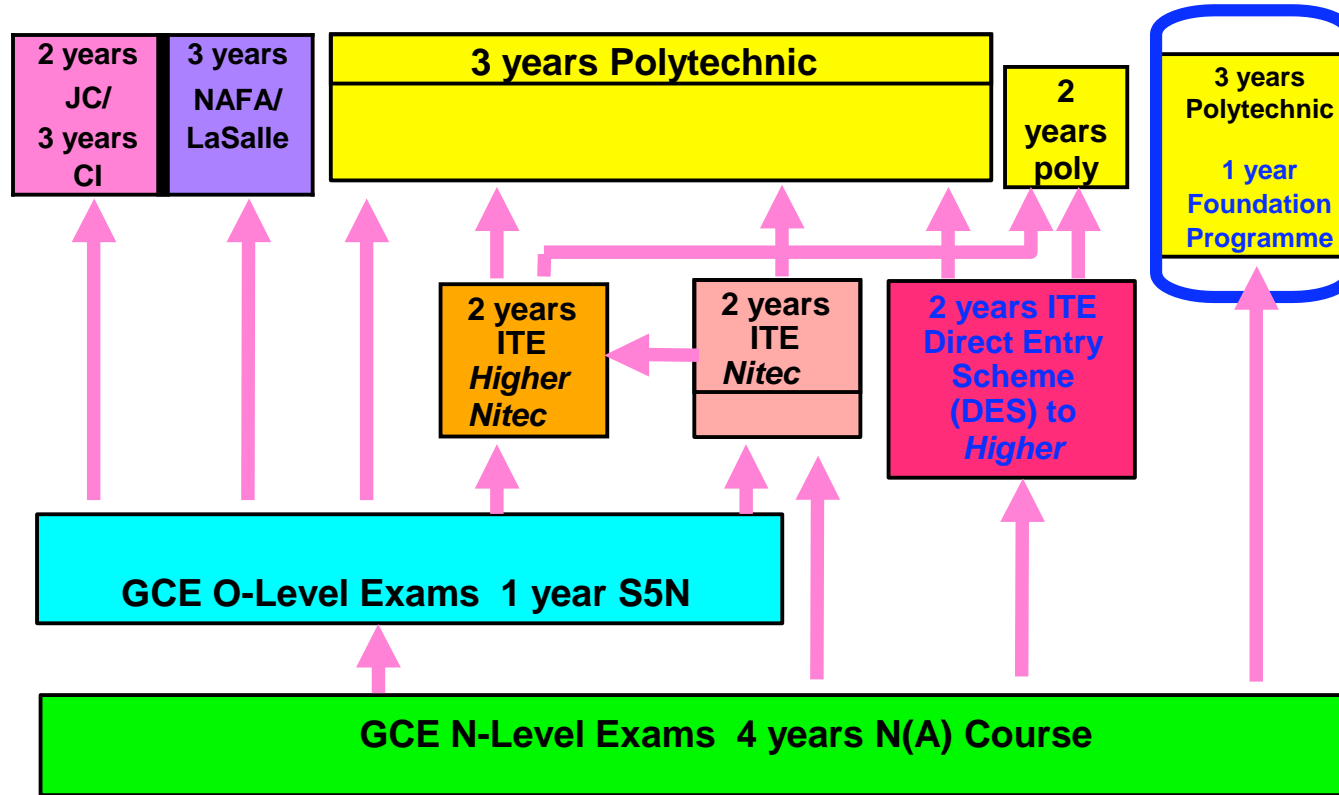 2 years
JC/
3 years
CI
3 years
NAFA/
LaSalle
3 years Polytechnic
2
years
poly
3 years
Polytechnic
1 year
Foundation
Programme
2 years
ITE
Higher
Nitec
2 years
ITE
Nitec
2 years ITE
Direct Entry
Scheme
(DES) to
Higher
GCE O-Level Exams 1 year S5N
GCE N-Level Exams 4 years N(A) Course